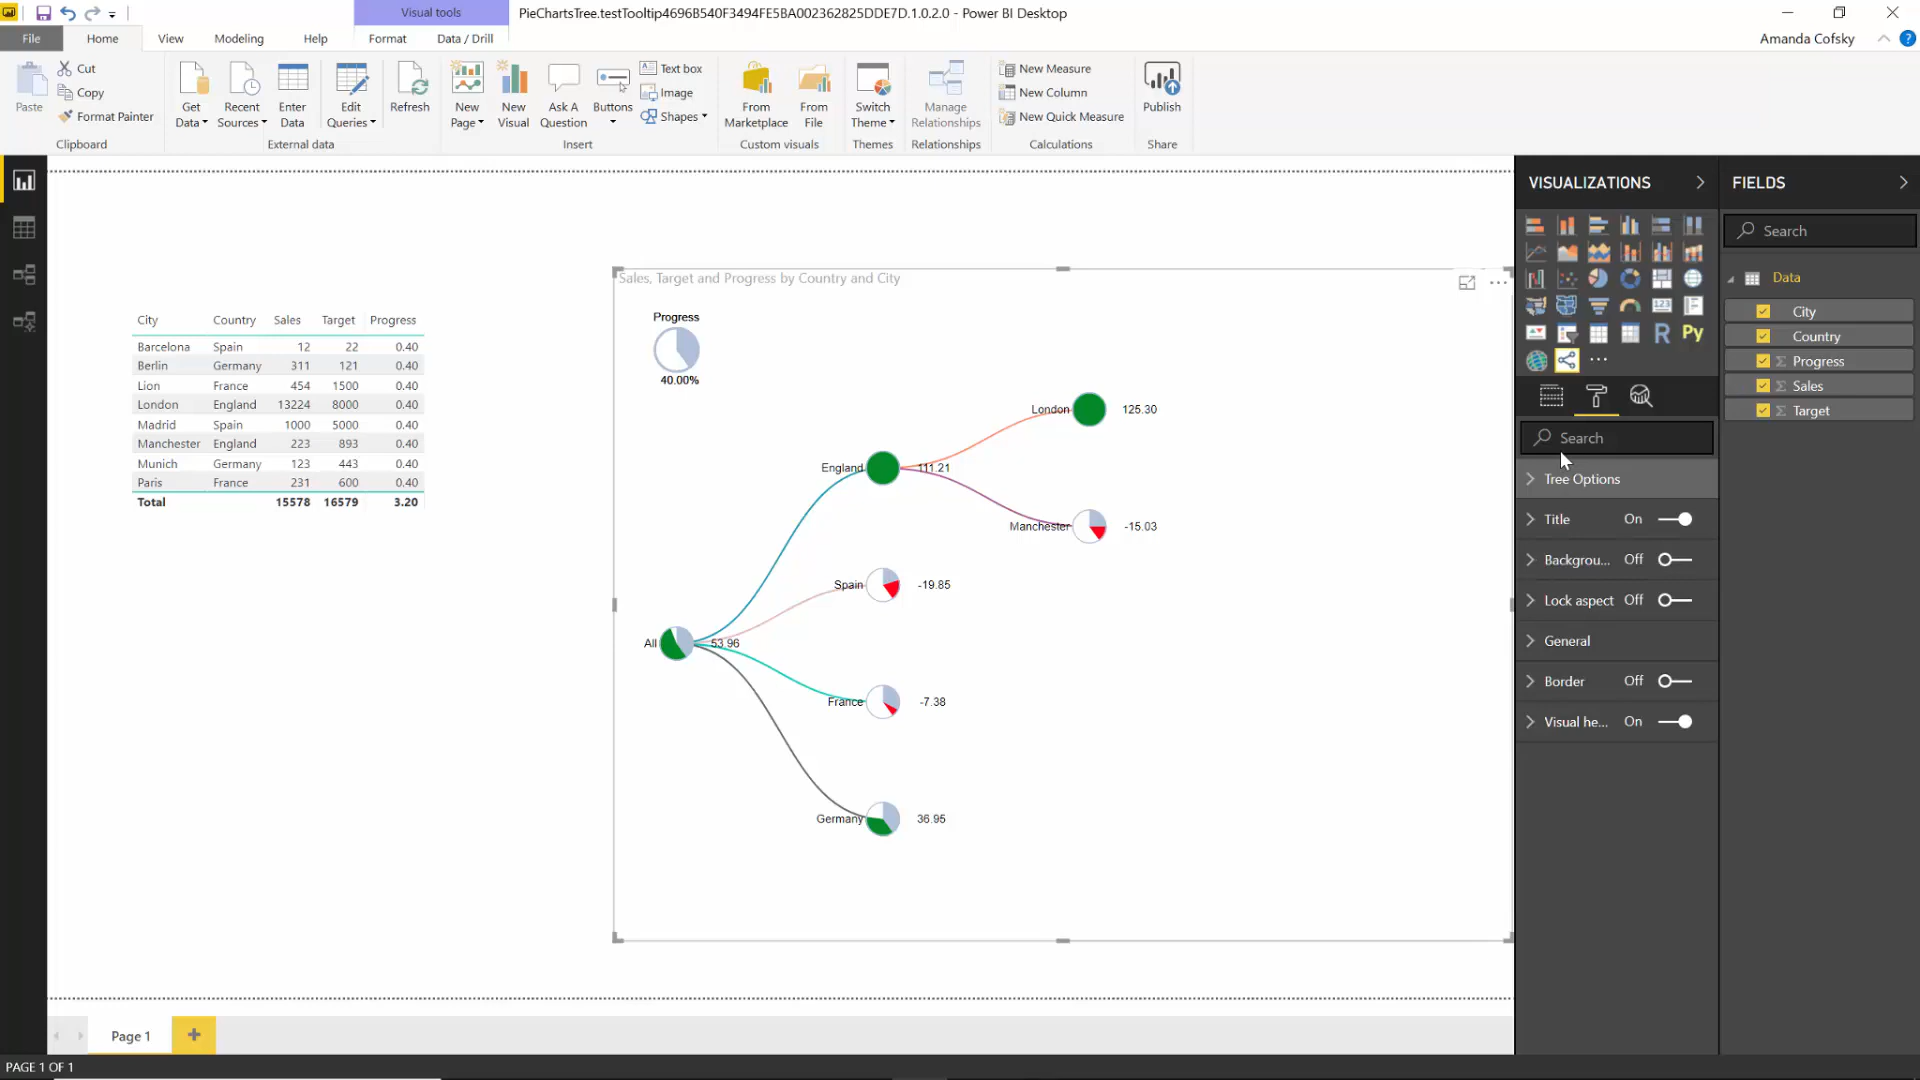 Visual tools
PieChartsTree.testTooltip4696B540F3494FE5BA002362825DDE7D.1.0.2.0 - Power BI Desktop
File
Home
View
Modeling
Help
Format
Data / Drill
Amanda Cofsky
?
Paste
Cut
Copy
Format Painter
Clipboard
Get Data
Recent Sources
Enter Data
Edit Queries
Refresh
External data
New Page
New Visual
Ask A Question
Buttons
Text box
Image
Shapes
Insert
From Marketplace
From File
Custom visuals
Switch Theme
Themes
Manage Relationships
Relationships
New Measure
New Column
New Quick Measure
Calculations
Publish
Share
City Country Sales Target Progress
Barcelona Spain 12 22 0.40
Berlin Germany 311 121 0.40
Lion France 454 1500 0.40
London England 13224 8000 0.40
Madrid Spain 1000 5000 0.40
Manchester England 223 893 0.40
Munich Germany 123 443 0.40
Paris France 231 600 0.40
Total 15578 16579 3.20
Sales, Target and Progress by Country and City
Progress
40.00%
London 125.30
England 111.21
Manchester -15.03
Spain -19.85
All 53.96
France -7.38
Germany 36.95
VISUALIZATIONS
123
R
Py
Search
Tree Options
Title On
Backgrou... Off
Lock aspect Off
General
Border Off
Visual he... On
FIELDS
Search
Data
City
Country
Σ Progress
Σ Sales
Σ Target
Page 1
PAGE 1 OF 1